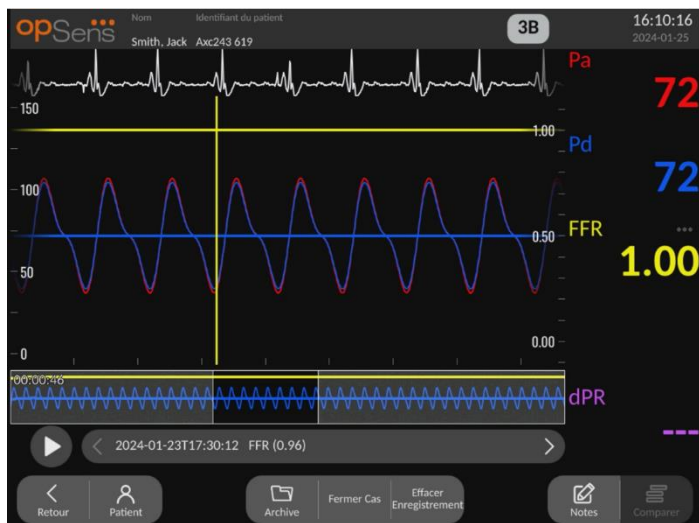 opSens
Nom
Identifiant du patient
Smith, Jack
Axc243 619
3B
16:10:16
2024-01-25
Pa
72
150
1.00
Pd
72
100
0.50
FFR
...
1.00
50
0.00
0
00:00:46
dPR
---
2024-01-23T17:30:12 FFR (0.96)
Retour
Patient
Archive
Fermer Cas
Effacer
Enregistrement
Notes
Comparer